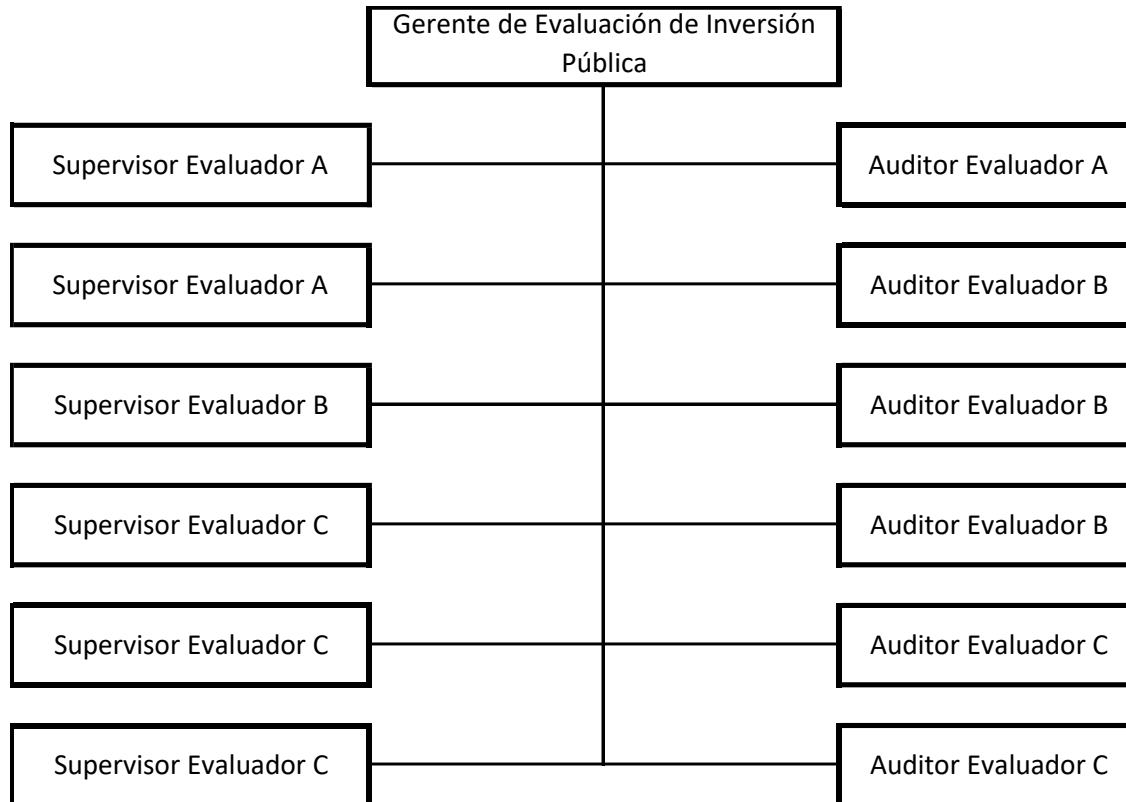 Gerente de Evaluación de Inversión
Pública
Supervisor Evaluador A
Auditor Evaluador A
Supervisor Evaluador A
Auditor Evaluador B
Supervisor Evaluador B
Auditor Evaluador B
Supervisor Evaluador C
Auditor Evaluador B
Supervisor Evaluador C
Auditor Evaluador C
Supervisor Evaluador C
Auditor Evaluador C